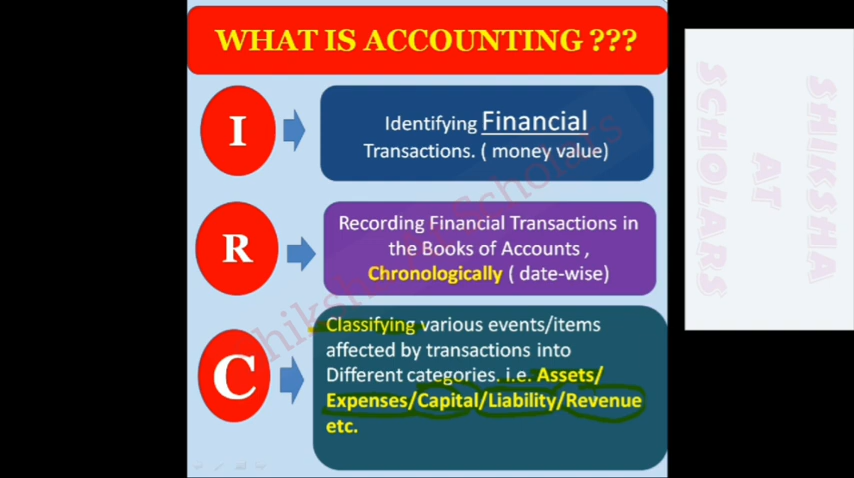 WHAT IS ACCOUNTING ???
I
Identifying Financial
Transactions. ( money value)
R
Recording Financial Transactions in
the Books of Accounts ,
Chronologically ( date-wise)
C
Classifying various events/items
affected by transactions into
Different categories. i.e. Assets/
Expenses/Capital/Liability/Revenue
etc.
SHIKSHA
AT
SCHOLARS